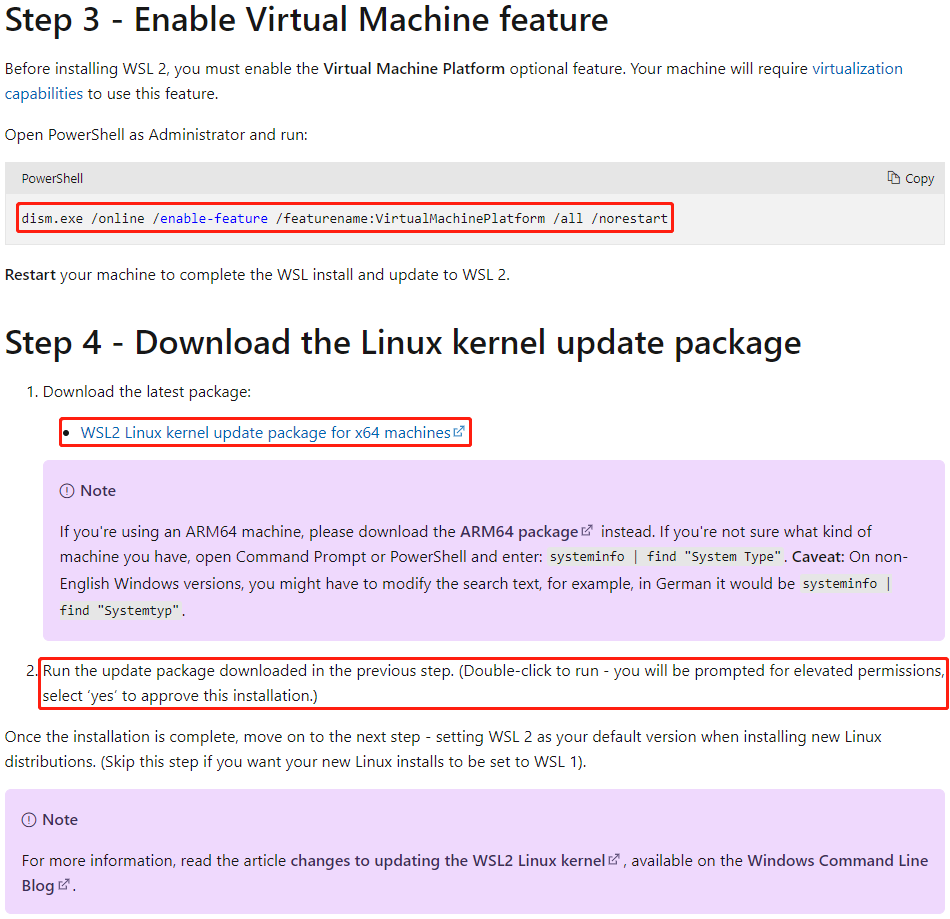 Step 3 - Enable Virtual Machine feature
Before installing WSL 2, you must enable the Virtual Machine Platform optional feature. Your machine will require virtualization
capabilities to use this feature.
Open PowerShell as Administrator and run:
PowerShell
Copy
dism.exe /online /enable-feature /featurename:VirtualMachinePlatform /all /norestart
Restart your machine to complete the WSL install and update to WSL 2.
Step 4 - Download the Linux kernel update package
1. Download the latest package:
• WSL2 Linux kernel update package for x64 machines
Note
If you're using an ARM64 machine, please download the ARM64 package instead. If you're not sure what kind of
machine you have, open Command Prompt or PowerShell and enter: systeminfo | find "System Type". Caveat: On non-
English Windows versions, you might have to modify the search text, for example, in German it would be systeminfo |
find "Systemtyp".
2. Run the update package downloaded in the previous step. (Double-click to run - you will be prompted for elevated permissions,
select ‘yes’ to approve this installation.)
Once the installation is complete, move on to the next step - setting WSL 2 as your default version when installing new Linux
distributions. (Skip this step if you want your new Linux installs to be set to WSL 1).
Note
For more information, read the article changes to updating the WSL2 Linux kernel, available on the Windows Command Line
Blog.